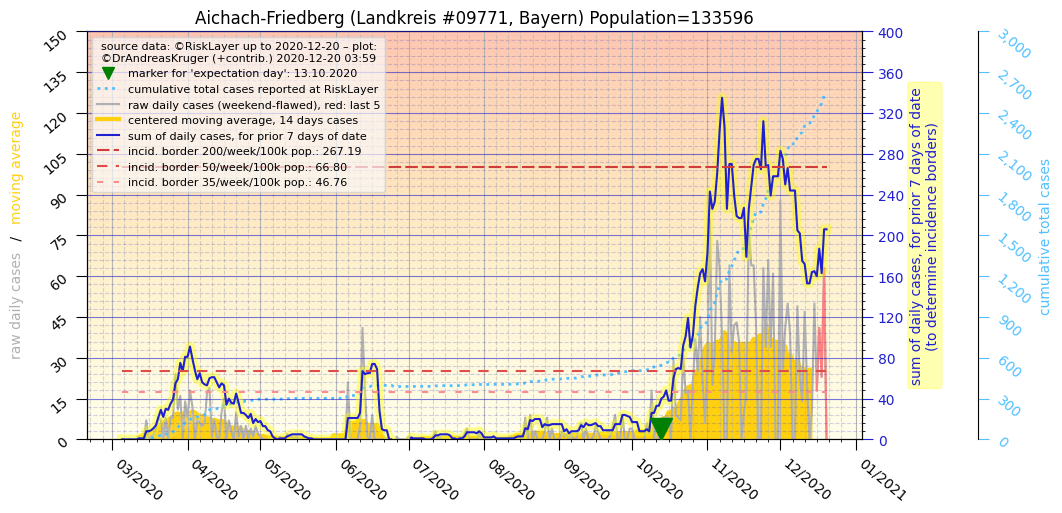 Aichach-Friedberg (Landkreis #09771, Bayern) Population=133596
source data: ©RiskLayer up to 2020-12-20 – plot:
©DrAndreasKruger (+contrib.) 2020-12-20 03:59
marker for 'expectation day': 13.10.2020
cumulative total cases reported at RiskLayer
raw daily cases (weekend-flawed), red: last 5
centered moving average, 14 days cases
sum of daily cases, for prior 7 days of date
incid. border 200/week/100k pop.: 267.19
incid. border 50/week/100k pop.: 66.80
incid. border 35/week/100k pop.: 46.76
raw daily cases / moving average
150
135
120
105
90
75
60
45
30
15
0
400
360
320
280
240
200
160
120
80
40
0
sum of daily cases, for prior 7 days of date
(to determine incidence borders)
3,000
2,700
2,400
2,100
1,800
1,500
1,200
900
600
300
0
cumulative total cases
03/2020
04/2020
05/2020
06/2020
07/2020
08/2020
09/2020
10/2020
11/2020
12/2020
01/2021